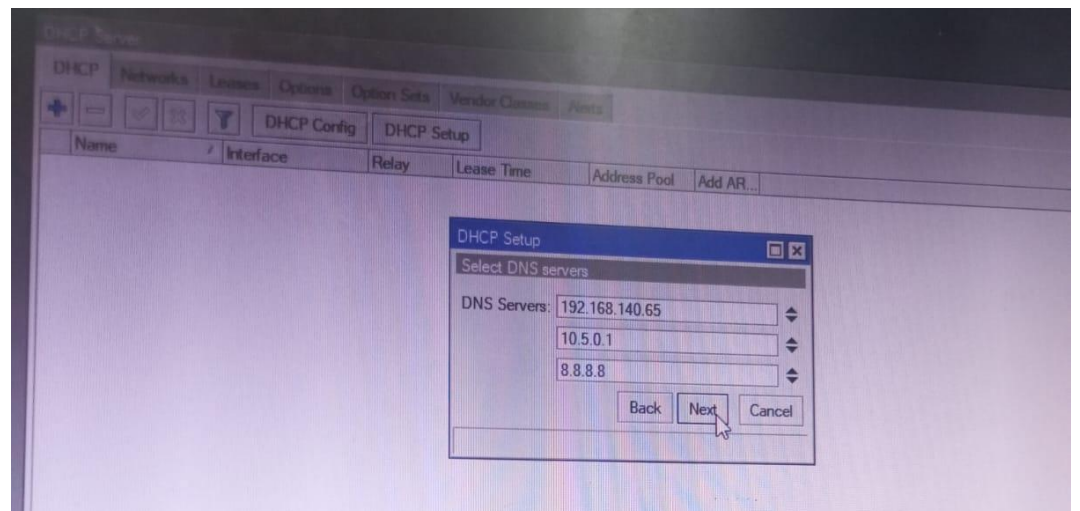 DHCP Server
DHCP Networks Leases Options Option Sets Vendor Classes Alerts
DHCP Config DHCP Setup
Name Interface Relay Lease Time Address Pool Add AR...
DHCP Setup
Select DNS servers
DNS Servers: 192.168.140.65
10.5.0.1
8.8.8.8
Back Next Cancel